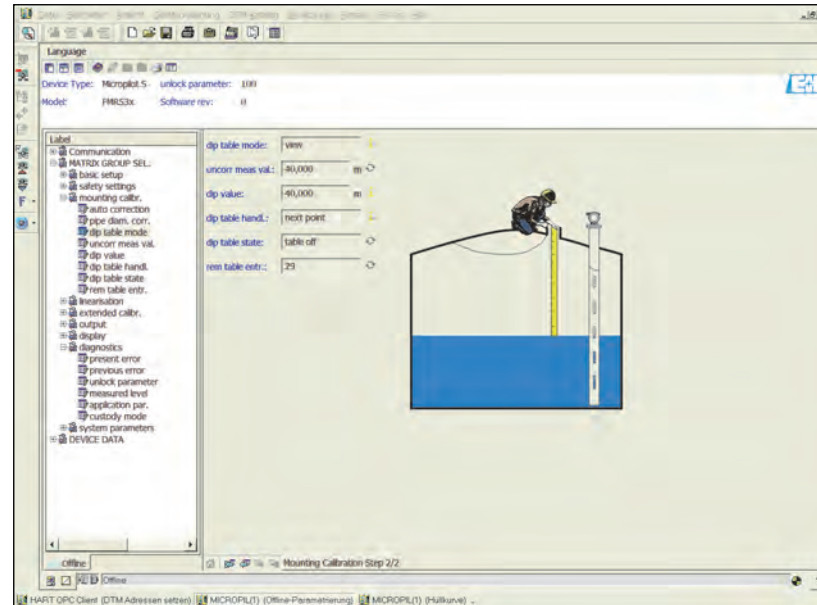 Language
Device Type: Micropilot S unlock parameter: 100
Model: FMR53x Software rev: 0
Label
Communication
MATRIX GROUP SEL.
basic setup
safety settings
mounting calibr.
auto correction
pipe diam. corr.
dip table mode
uncorr meas val.
dip value
dip table handl.
dip table state
rem table entr.
linearisation
extended calbr.
output
display
diagnostics
present error
previous error
unlock parameter
measured level
application par.
custody mode
system parameters
DEVICE DATA
dip table mode: view
uncorr meas val.: 40,000 m
dip value: 40,000 m
dip table handl.: next point
dip table state: table off
rem table entr.: 29
Offline
Mounting Calibration Step 2/2
Offline
HART OPC Client (DTM Adressen setzen) MICROPIL(1) (Offline-Parametrierung) MICROPIL(1) (Hüllkurve)